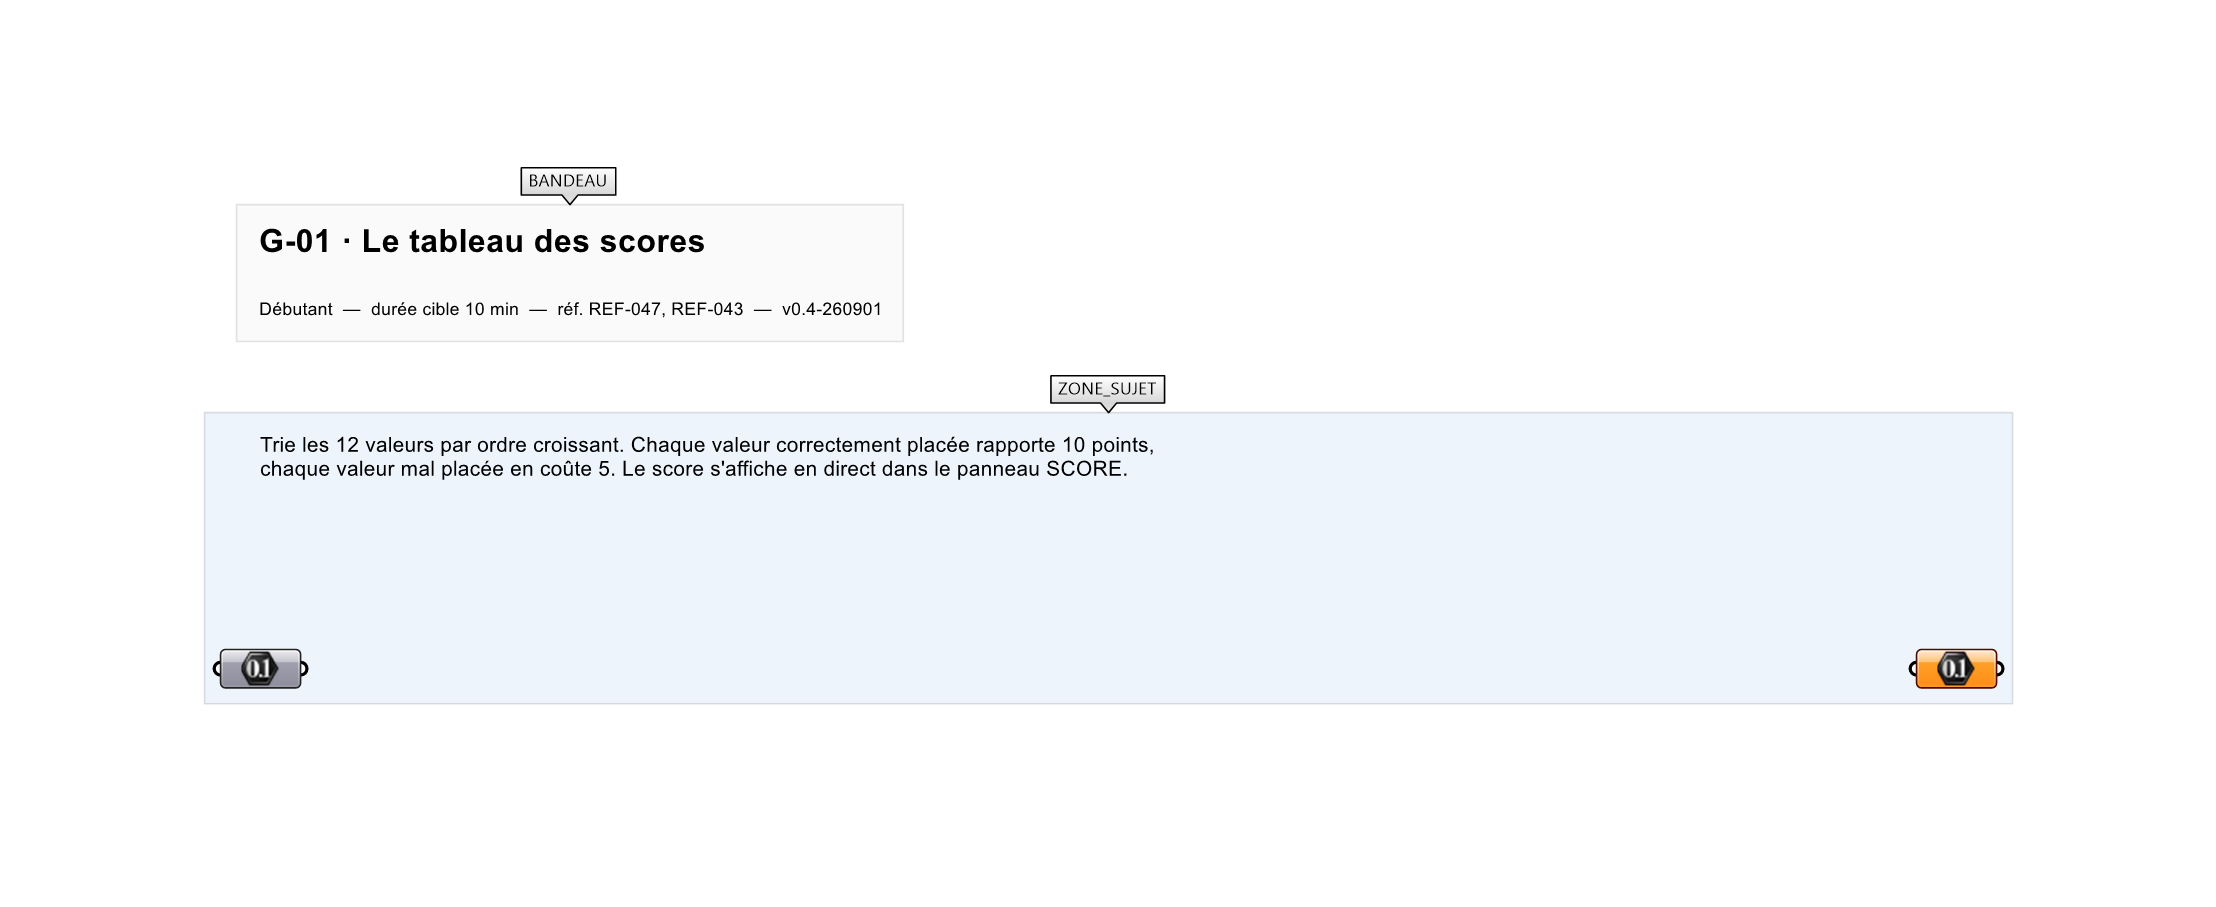 BANDEAU
G-01 · Le tableau des scores
Débutant — durée cible 10 min — réf. REF-047, REF-043 — v0.4-260901
ZONE_SUJET
Trie les 12 valeurs par ordre croissant. Chaque valeur correctement placée rapporte 10 points,
chaque valeur mal placée en coûte 5. Le score s'affiche en direct dans le panneau SCORE.
0.1 0.1